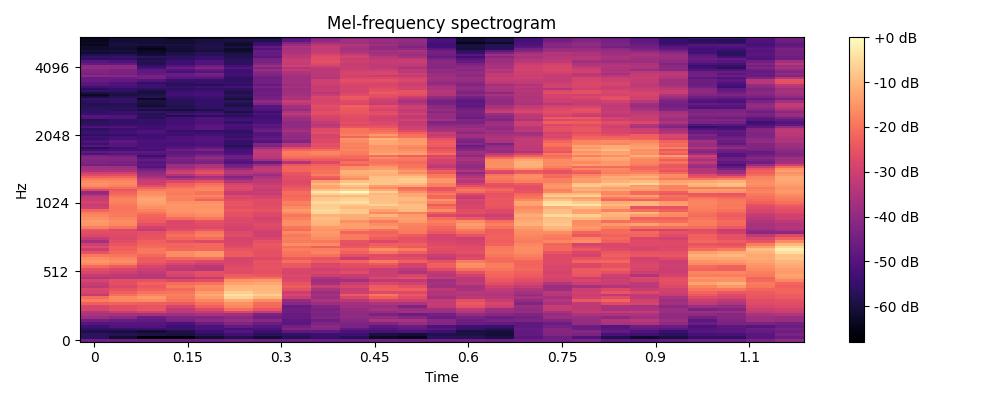 Mel-frequency spectrogram
Hz
4096
2048
1024
512
0
0 0.15 0.3 0.45 0.6 0.75 0.9 1.1
Time
+0 dB
-10 dB
-20 dB
-30 dB
-40 dB
-50 dB
-60 dB